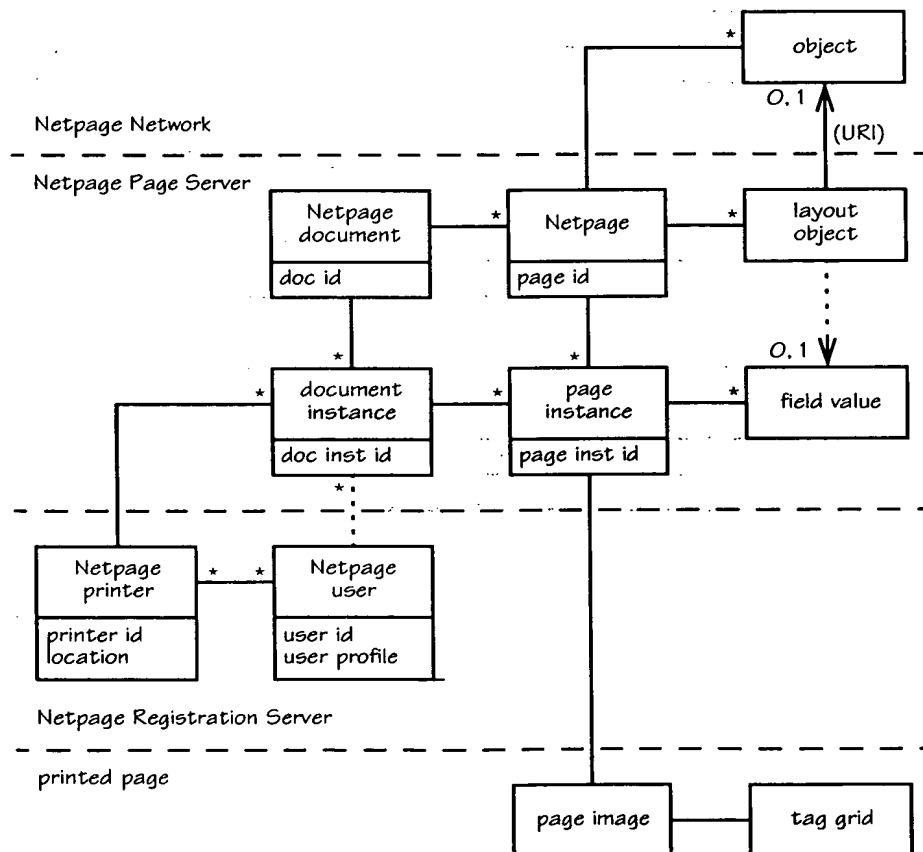 *
object
0, 1
(URI)
Netpage Network
Netpage Page Server
Netpage
document
doc id
*
Netpage
page id
*
layout
object
*
*
0, 1
*
document
instance
doc inst id
*
page
instance
page inst id
*
field value
*
Netpage
printer
printer id
location
*
*
Netpage
user
user id
user profile
Netpage Registration Server
printed page
page image
tag grid